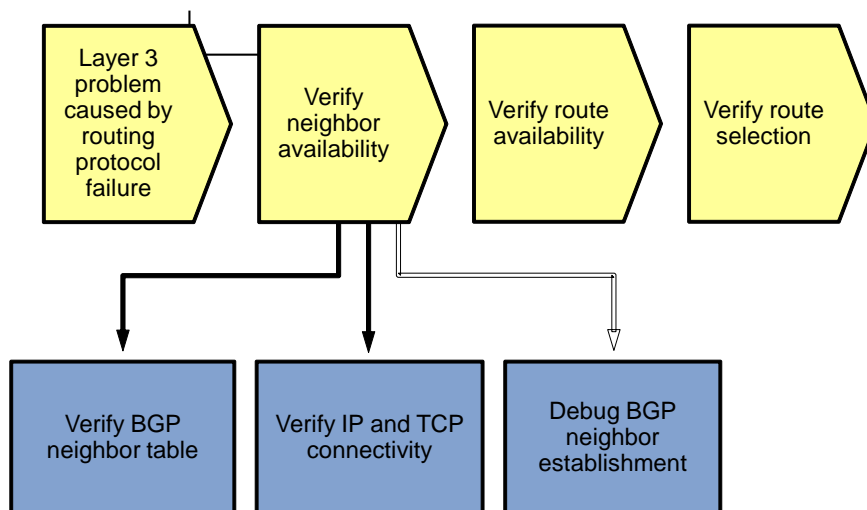 Layer 3
problem
caused by
routing
protocol
failure
Verify
neighbor
availability
Verify route
availability
Verify route
selection
Verify BGP
neighbor table
Verify IP and TCP
connectivity
Debug BGP
neighbor
establishment